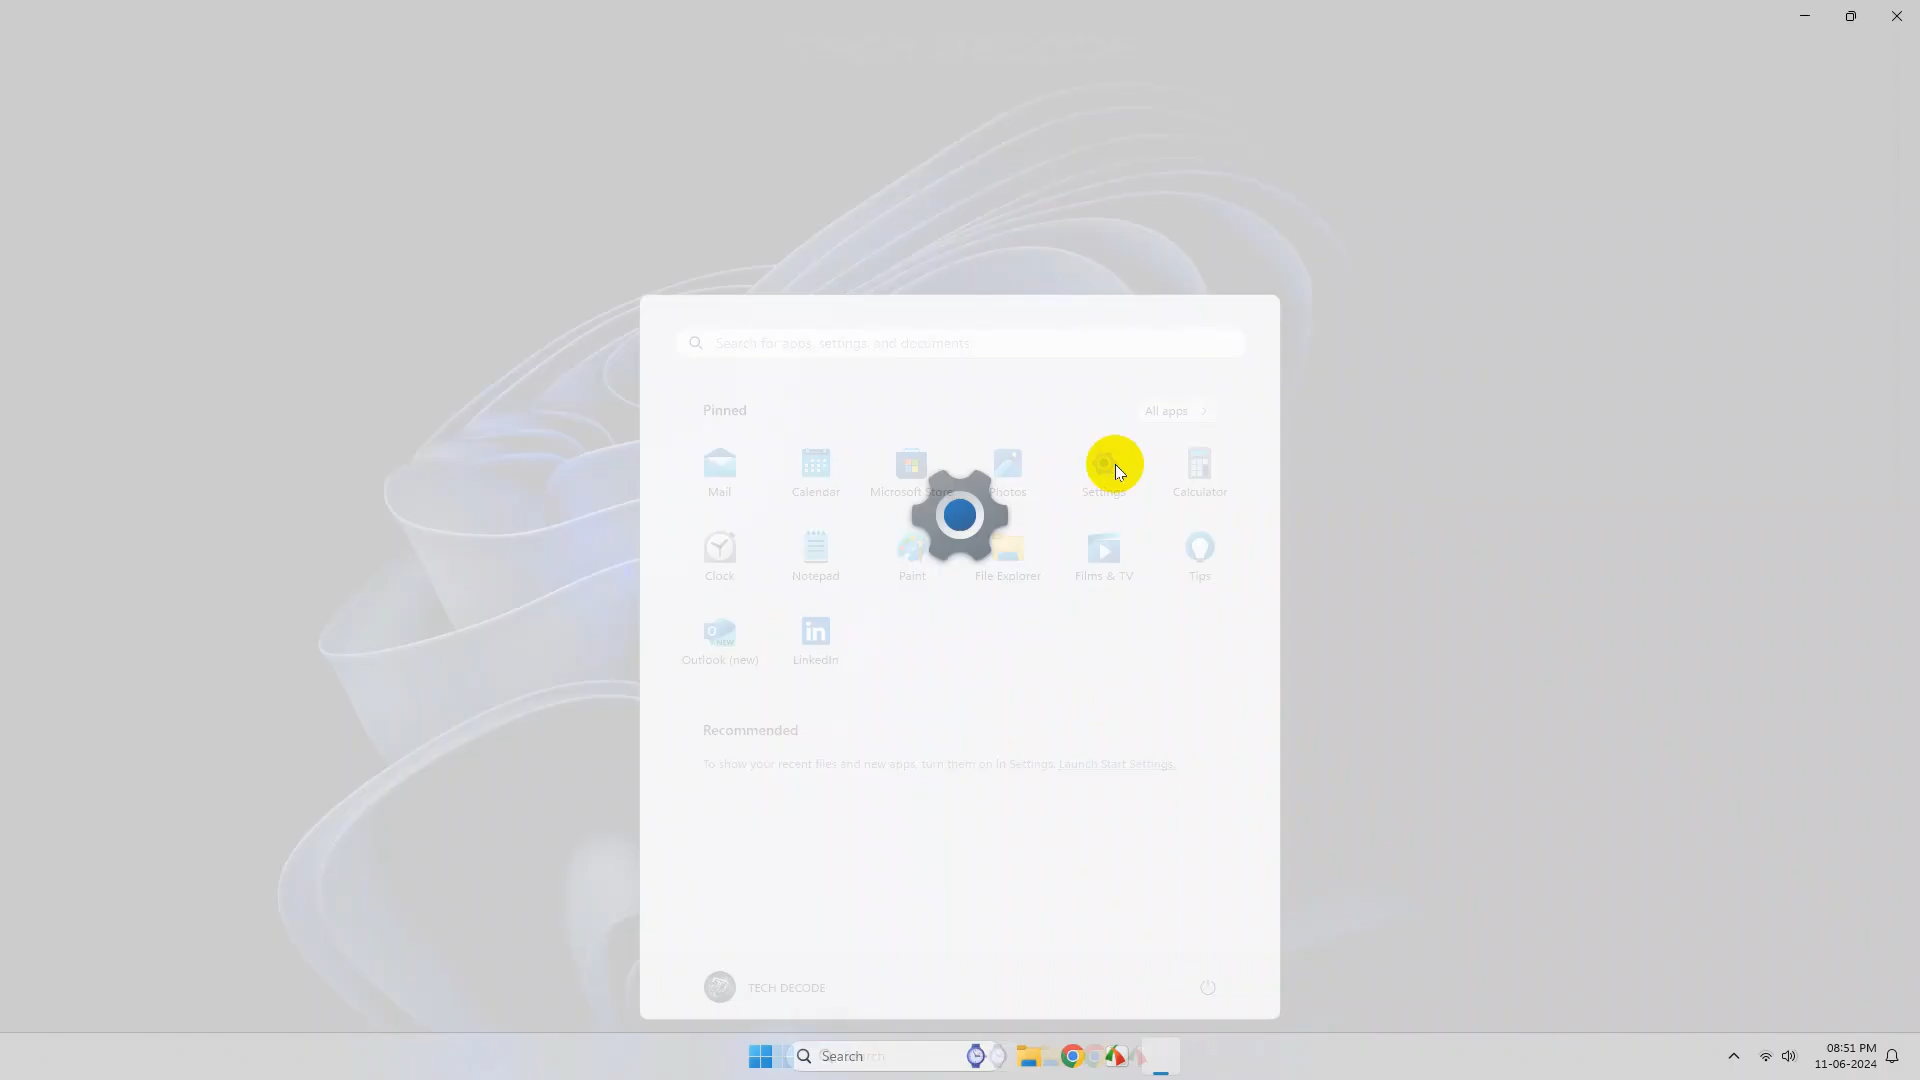 Search for apps, settings, and documents
Pinned
All apps
Mail
Calendar
Microsoft Store
Photos
Settings
Calculator
Clock
Notepad
Paint
File Explorer
Films & TV
Tips
NEW
Outlook (new)
in
LinkedIn
Recommended
To show your recent files and new apps, turn them on in Settings. Launch Start Settings.
TECH DECODE
Search
08:51 PM
11-06-2024